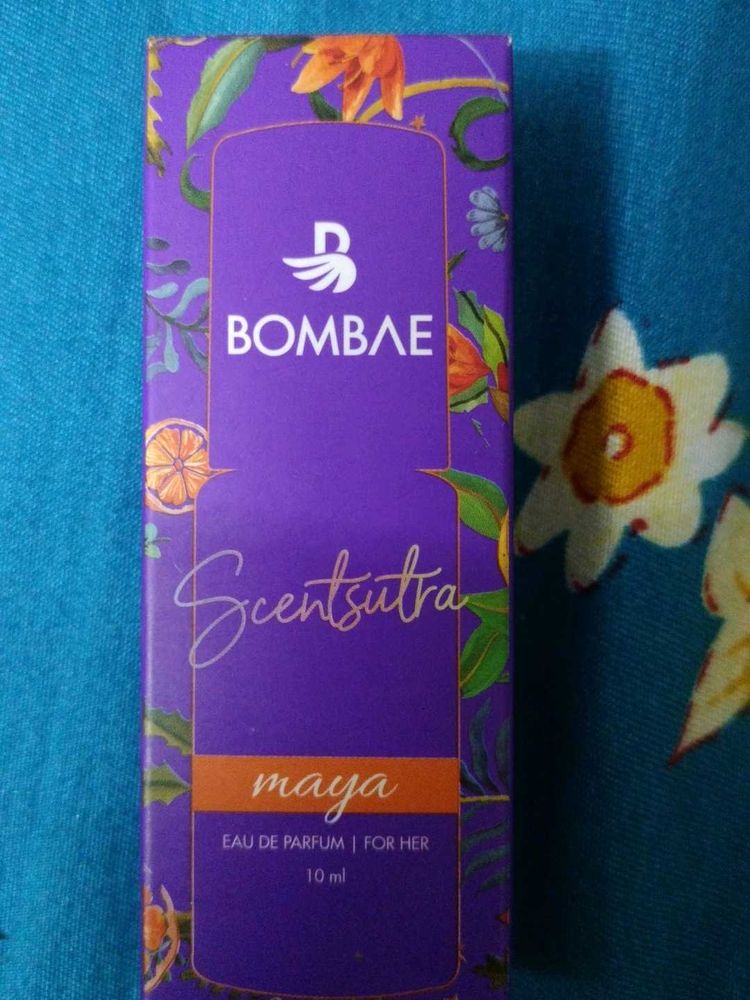 BOMBAE
Scentsutra
maya
EAU DE PARFUM | FOR HER
10 ml